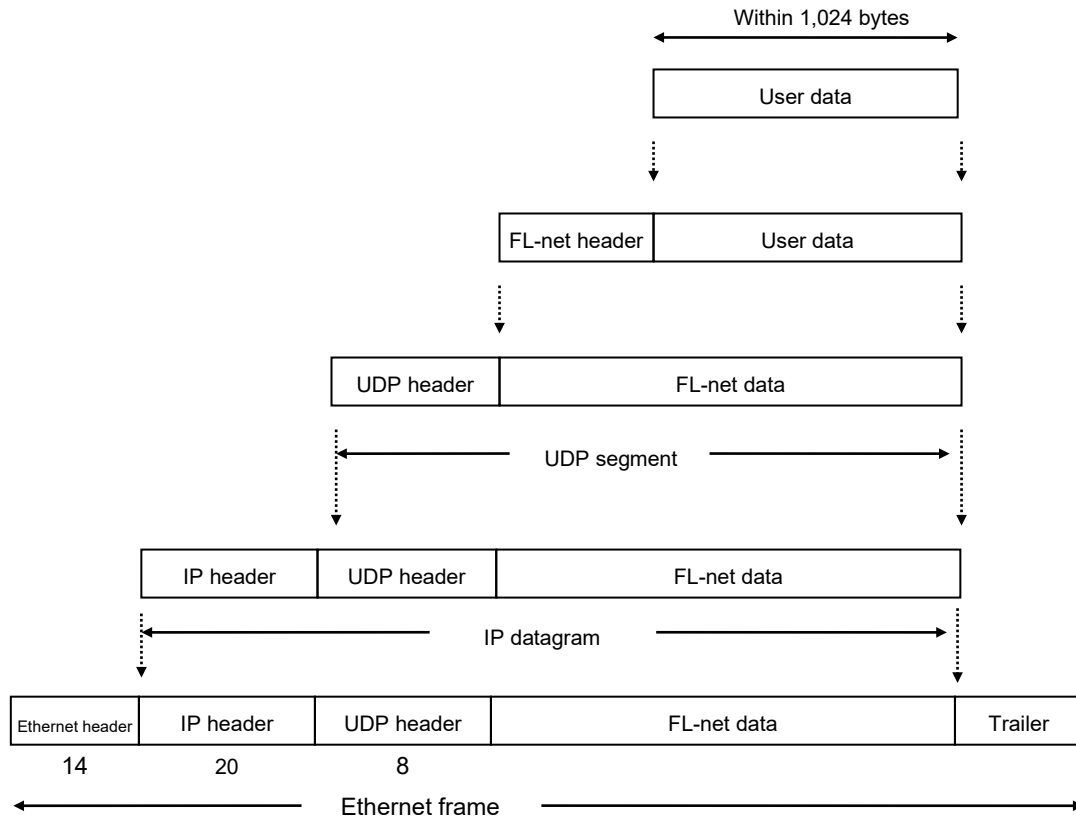 Within 1,024 bytes
User data
FL-net header User data
UDP header FL-net data
UDP segment
IP header UDP header FL-net data
IP datagram
Ethernet header IP header UDP header FL-net data Trailer
14 20 8
Ethernet frame